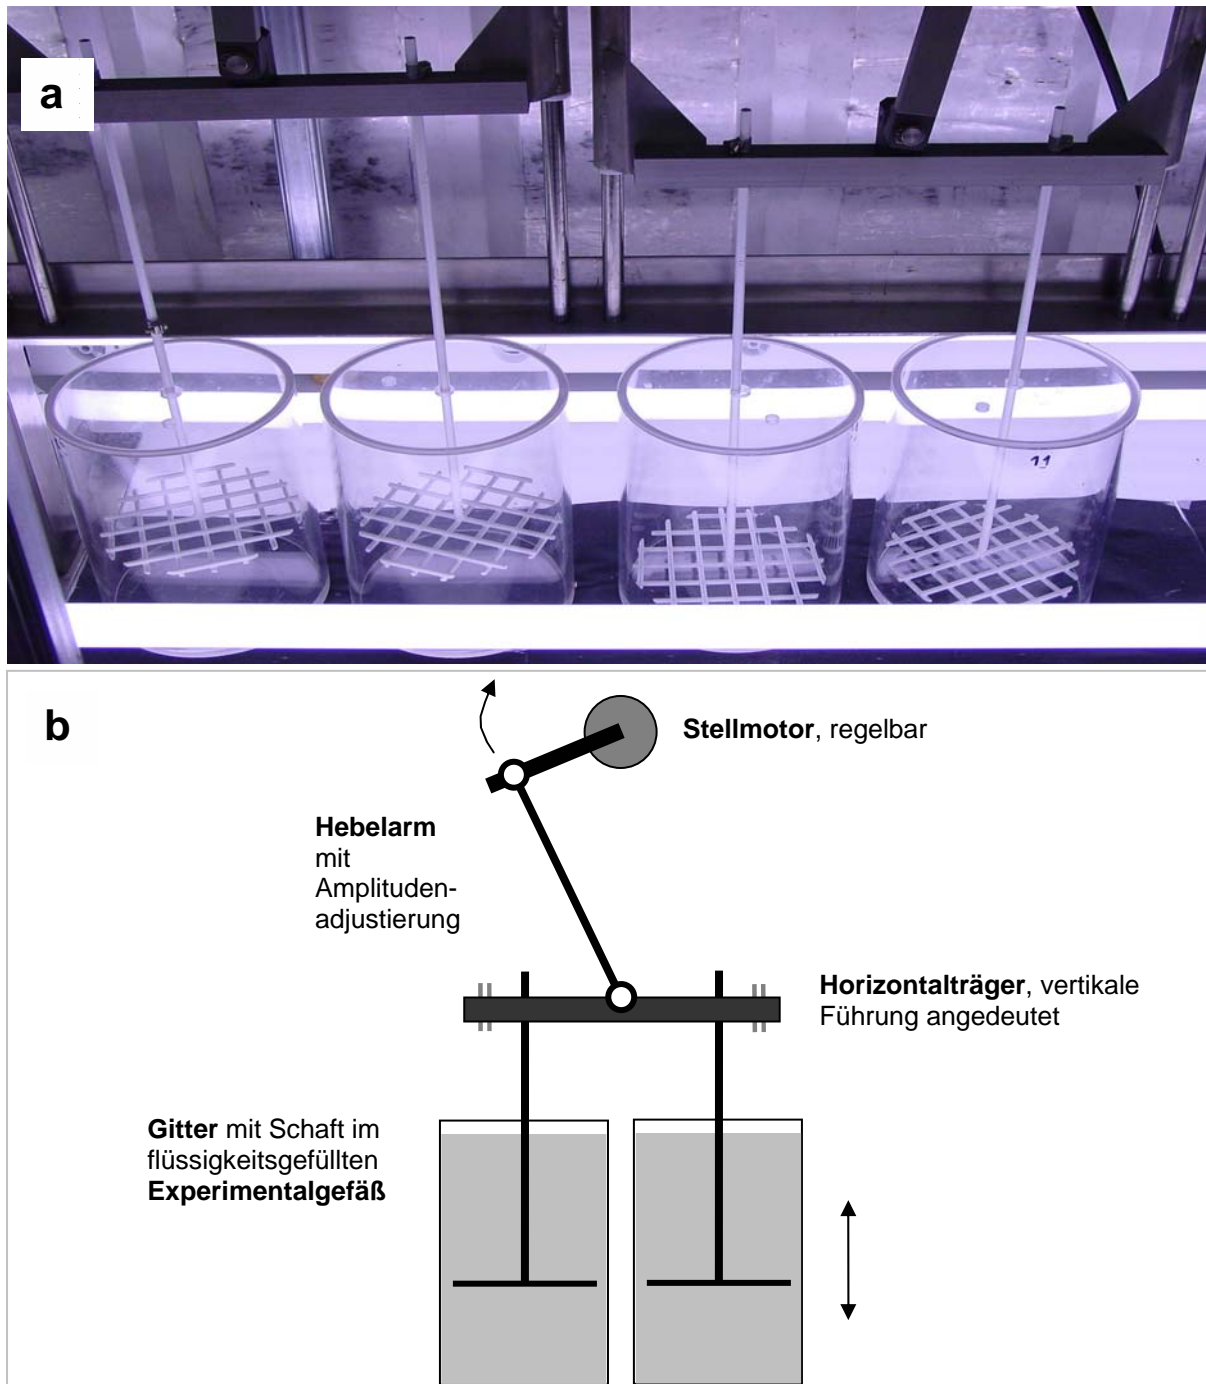 a
11
b
Stellmotor, regelbar
Hebelarm
mit
Amplituden-
adjustierung
Horizontalträger, vertikale
Führung angedeutet
Gitter mit Schaft im
flüssigkeitsgefüllten
Experimentalgefäß